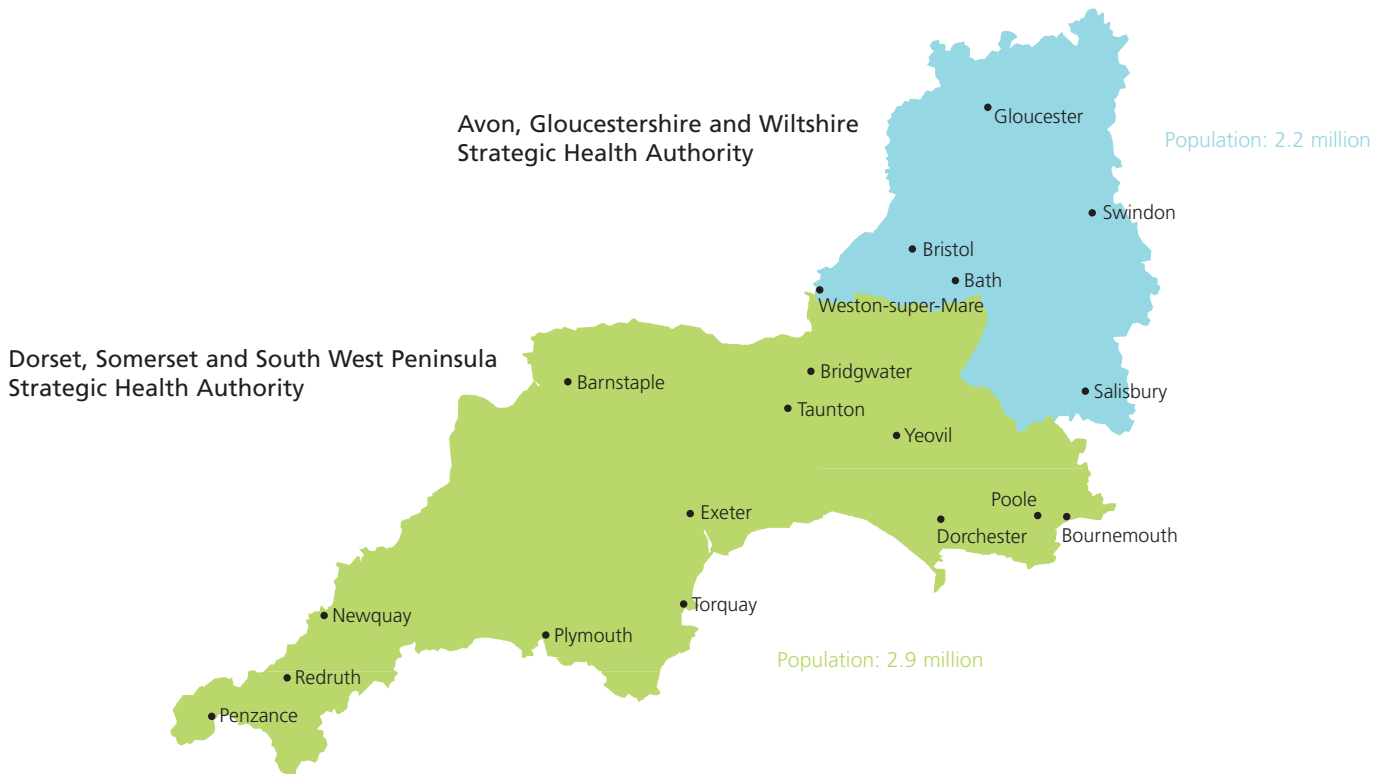 Avon, Gloucestershire and Wiltshire
Strategic Health Authority
Gloucester
Population: 2.2 million
Swindon
Bristol
Bath
Weston-super-Mare
Dorset, Somerset and South West Peninsula
Strategic Health Authority
Barnstaple
Bridgwater
Salisbury
Taunton
Yeovil
Poole
Exeter
Dorchester
Bournemouth
Torquay
Newquay
Plymouth
Population: 2.9 million
Redruth
Penzance